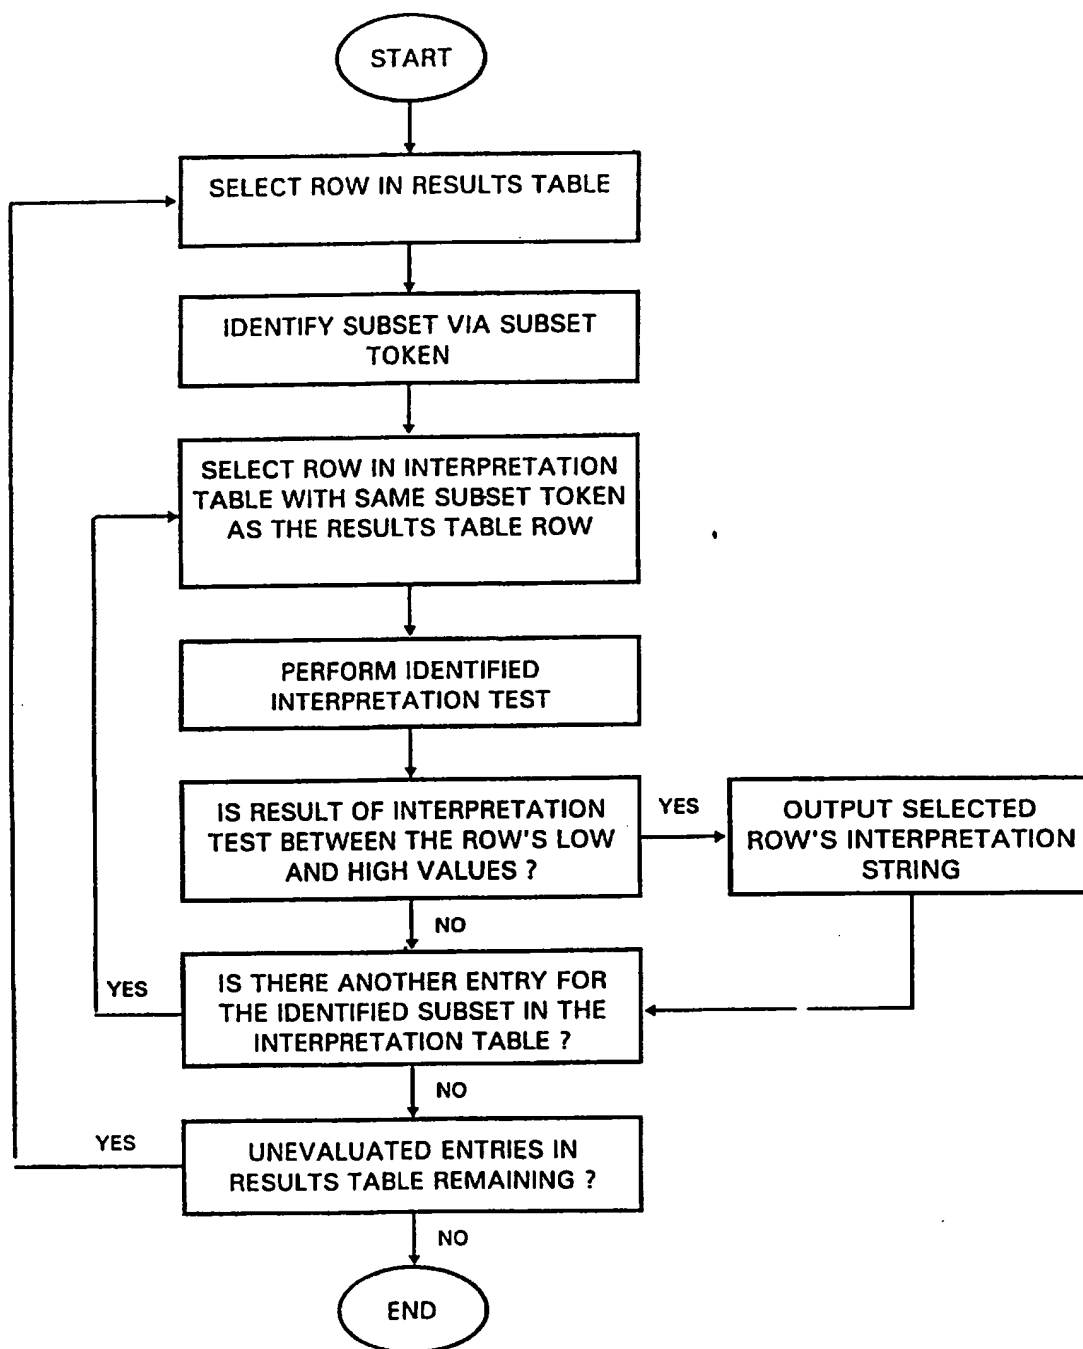 START
SELECT ROW IN RESULTS TABLE
IDENTIFY SUBSET VIA SUBSET
TOKEN
SELECT ROW IN INTERPRETATION
TABLE WITH SAME SUBSET TOKEN
AS THE RESULTS TABLE ROW
PERFORM IDENTIFIED
INTERPRETATION TEST
IS RESULT OF INTERPRETATION
TEST BETWEEN THE ROW'S LOW
AND HIGH VALUES ?
YES
OUTPUT SELECTED
ROW'S INTERPRETATION
STRING
NO
IS THERE ANOTHER ENTRY FOR
THE IDENTIFIED SUBSET IN THE
INTERPRETATION TABLE ?
YES
NO
UNEVALUATED ENTRIES IN
RESULTS TABLE REMAINING ?
YES
NO
END